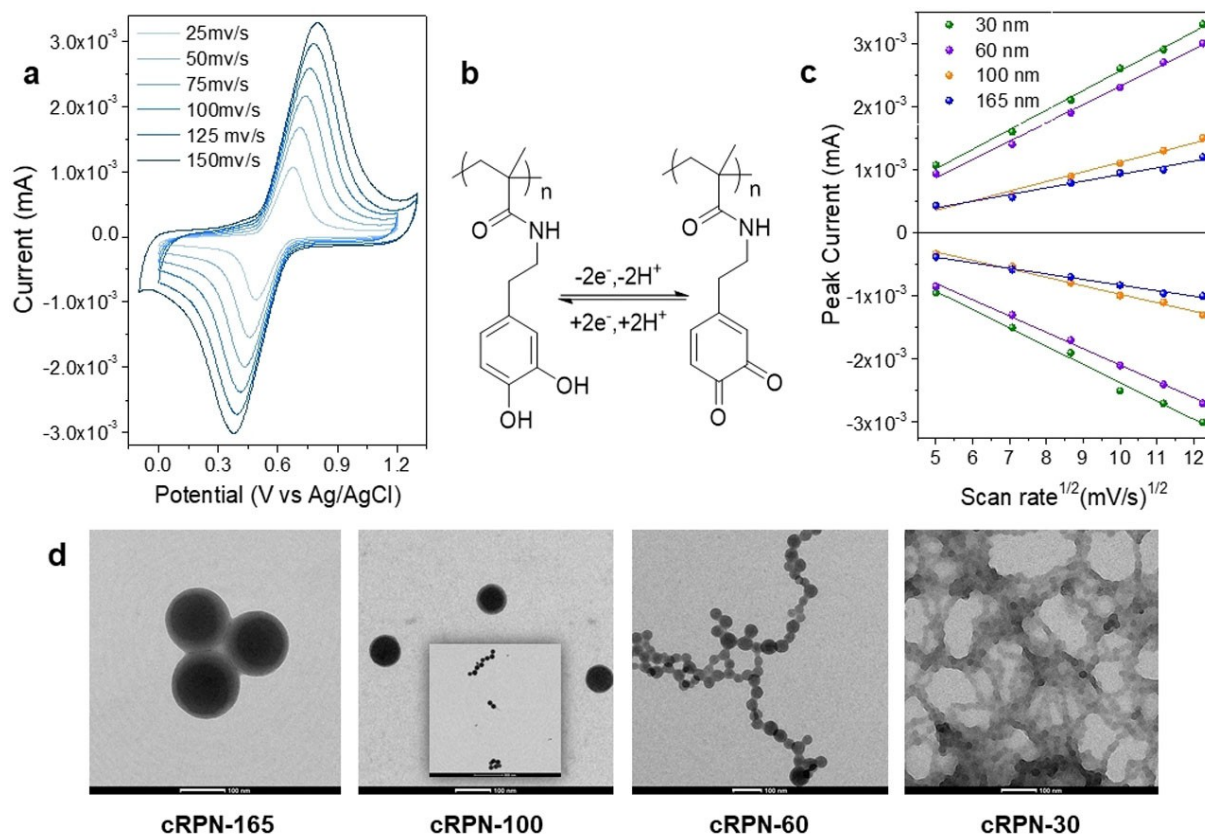 a
3.0x10⁻³
2.0x10⁻³
1.0x10⁻³
0.0
-1.0x10⁻³
-2.0x10⁻³
-3.0x10⁻³
Current (mA)
25mv/s
50mv/s
75mv/s
100mv/s
125 mv/s
150mv/s
0.0 0.3 0.6 0.9 1.2
Potential (V vs Ag/AgCl)
b
n
O
NH
OH
OH
-2e⁻,-2H⁺
+2e⁻,+2H⁺
n
O
NH
O
O
c
3x10⁻³
2x10⁻³
1x10⁻³
0
-1x10⁻³
-2x10⁻³
-3x10⁻³
Peak Current (mA)
30 nm
60 nm
100 nm
165 nm
5 6 7 8 9 10 11 12
Scan rate¹ᐟ²(mV/s)¹ᐟ²
d
100 nm
100 nm
100 nm
100 nm
cRPN-165
cRPN-100
cRPN-60
cRPN-30